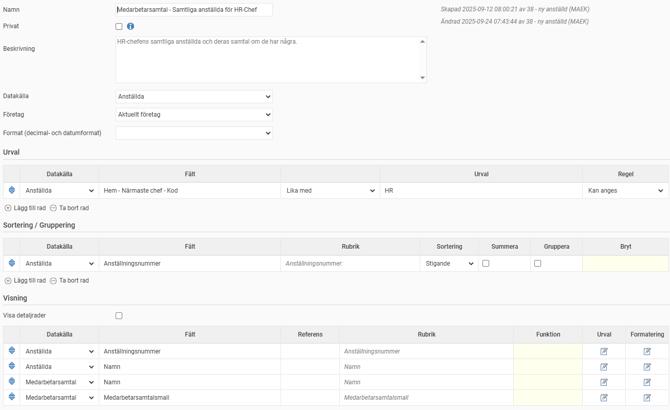 Namn Medarbetarsamtal - Samtliga anställda för HR-Chef Skapad 2025-09-12 08:00:21 av 38 - ny anställd (MAEK)
Privat Ändrad 2025-09-24 07:43:44 av 38 - ny anställd (MAEK)
Beskrivning HR-chefens samtliga anställda och deras samtal om de har några.
Datakälla Anställda
Företag Aktuellt företag
Format (decimal- och datumformat)
Urval
Datakälla Fält Urval Regel
Anställda Hem - Närmaste chef - Kod Lika med HR Kan anges
Lägg till rad Ta bort rad
Sortering / Gruppering
Datakälla Fält Rubrik Sortering Summera Gruppera Bryt
Anställda Anställningsnummer Anställningsnummer: Stigande
Lägg till rad Ta bort rad
Visning
Visa detaljrader
Datakälla Fält Referens Rubrik Funktion Urval Formatering
Anställda Anställningsnummer Anställningsnummer
Anställda Namn Namn
Medarbetarsamtal Namn Namn
Medarbetarsamtal Medarbetarsamtalsmall Medarbetarsamtalsmall